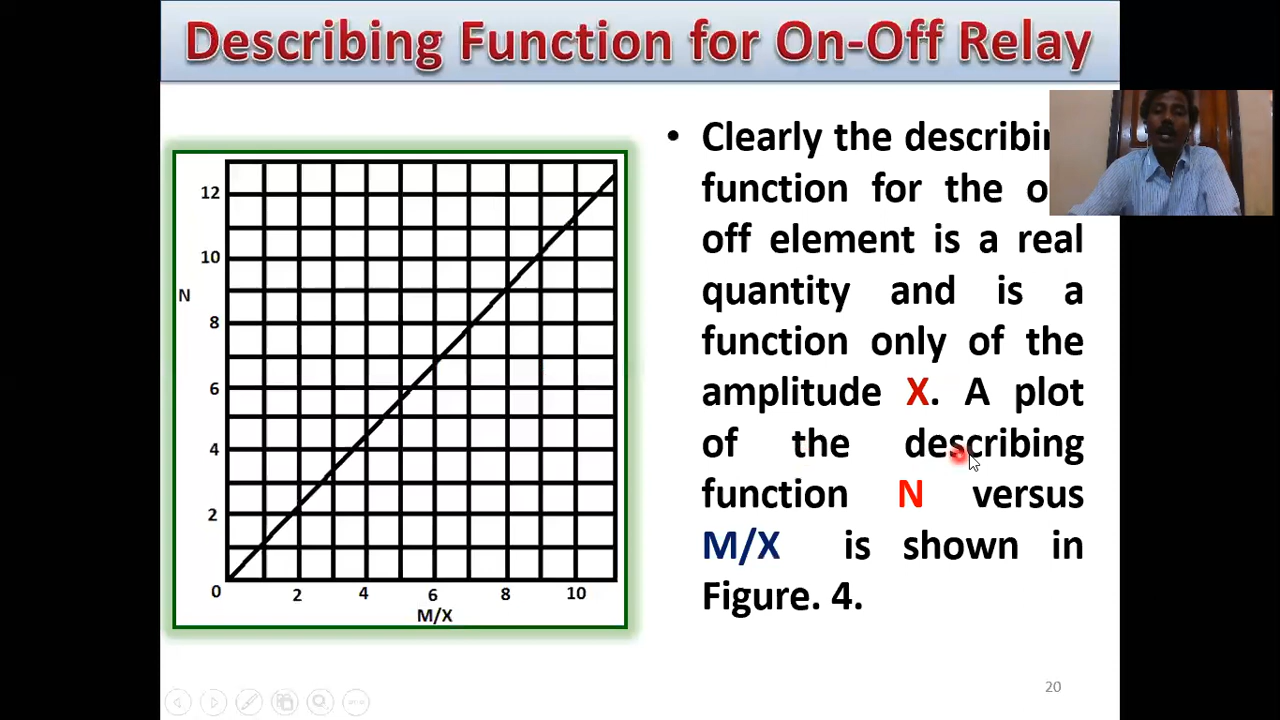 Describing Function for On-Off Relay
12
10
N
8
6
4
2
0
2
4
6
8
10
M/X
• Clearly the
function for the
off element is a real
quantity and is a
function only of the
amplitude X. A plot
of the describing
function N versus
M/X is shown in
Figure. 4.
20